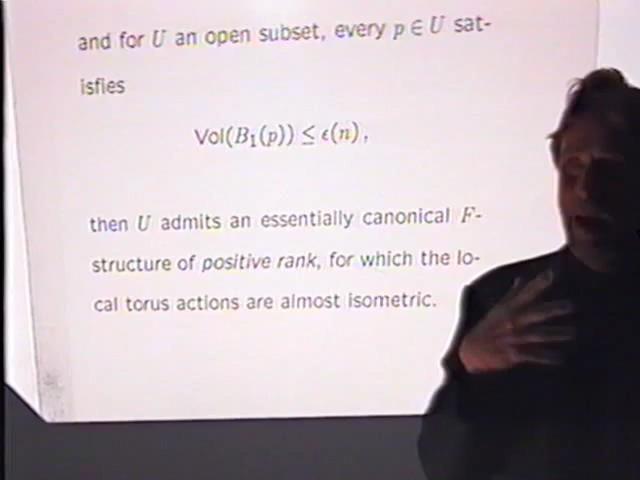 and for U an open subset, every p ∈ U sat-
isfies
Vol(B₁(p)) ≤ ϵ(n),
then U admits an essentially canonical F-
structure of positive rank, for which the lo-
cal torus actions are almost isometric.